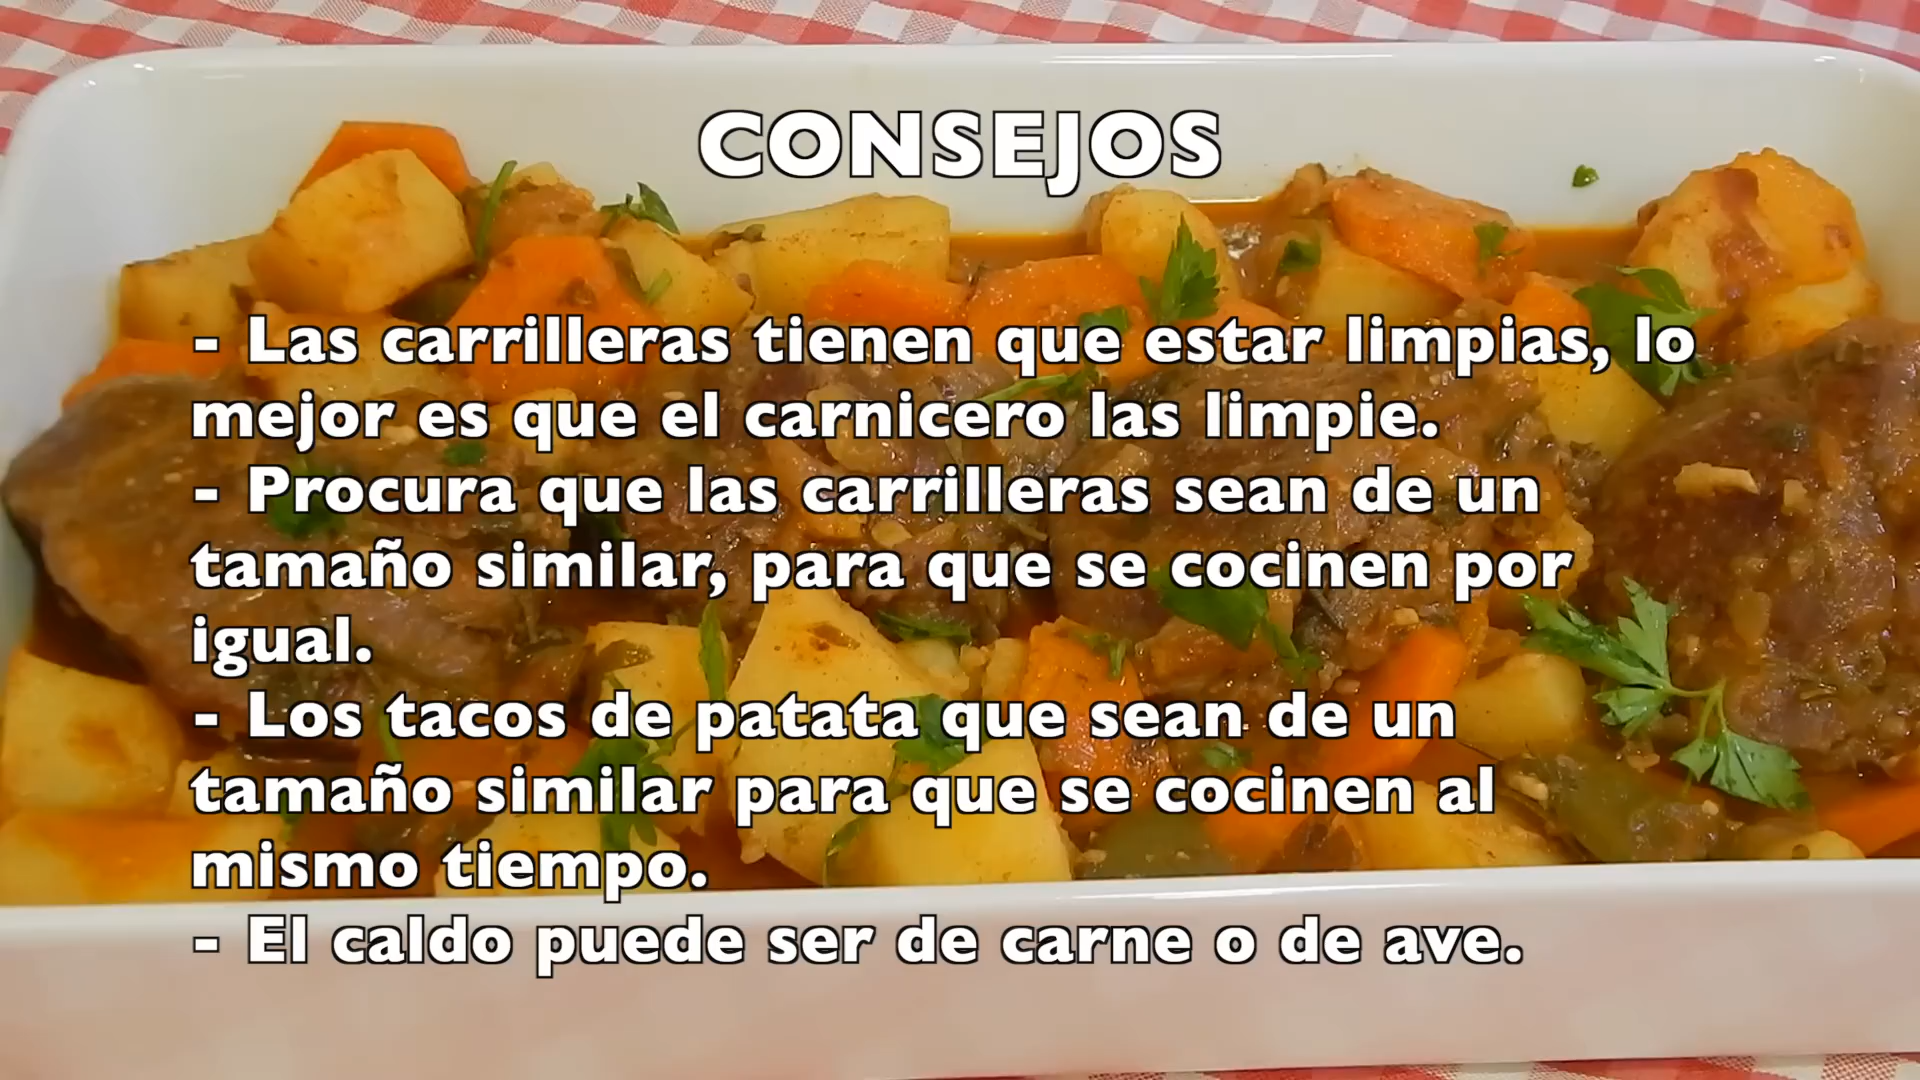 CONSEJOS
- Las carrilleras tienen que estar limpias, lo
mejor es que el carnicero las limpie.
- Procura que las carrilleras sean de un
tamaño similar, para que se cocinen por
igual.
- Los tacos de patata que sean de un
tamaño similar para que se cocinen al
mismo tiempo.
- El caldo puede ser de carne o de ave.